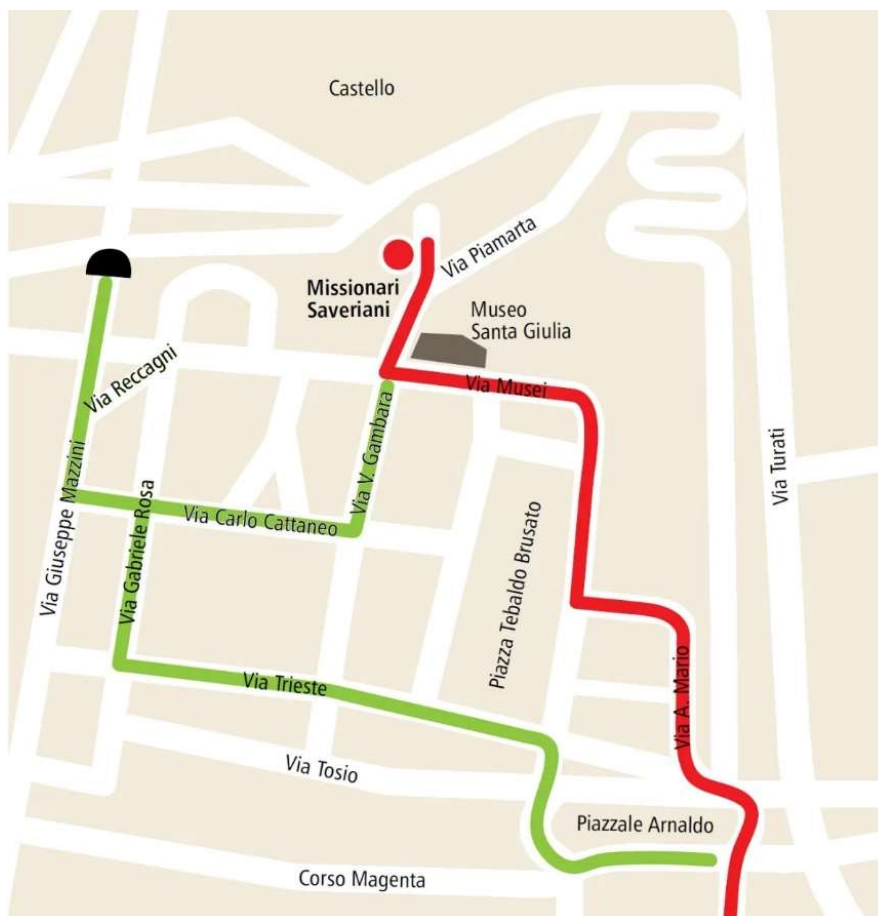 Castello
Via Piamarta
Missionari
Saveriani
Museo
Santa Giulia
Via Reccagni
Via Musei
Via V. Gambara
Via Turati
Via Giuseppe Mazzini
Via Gabriele Rosa
Via Carlo Cattaneo
Piazza Tebaldo Brusato
Via A. Mario
Via Trieste
Via Tosio
Piazzale Arnaldo
Corso Magenta